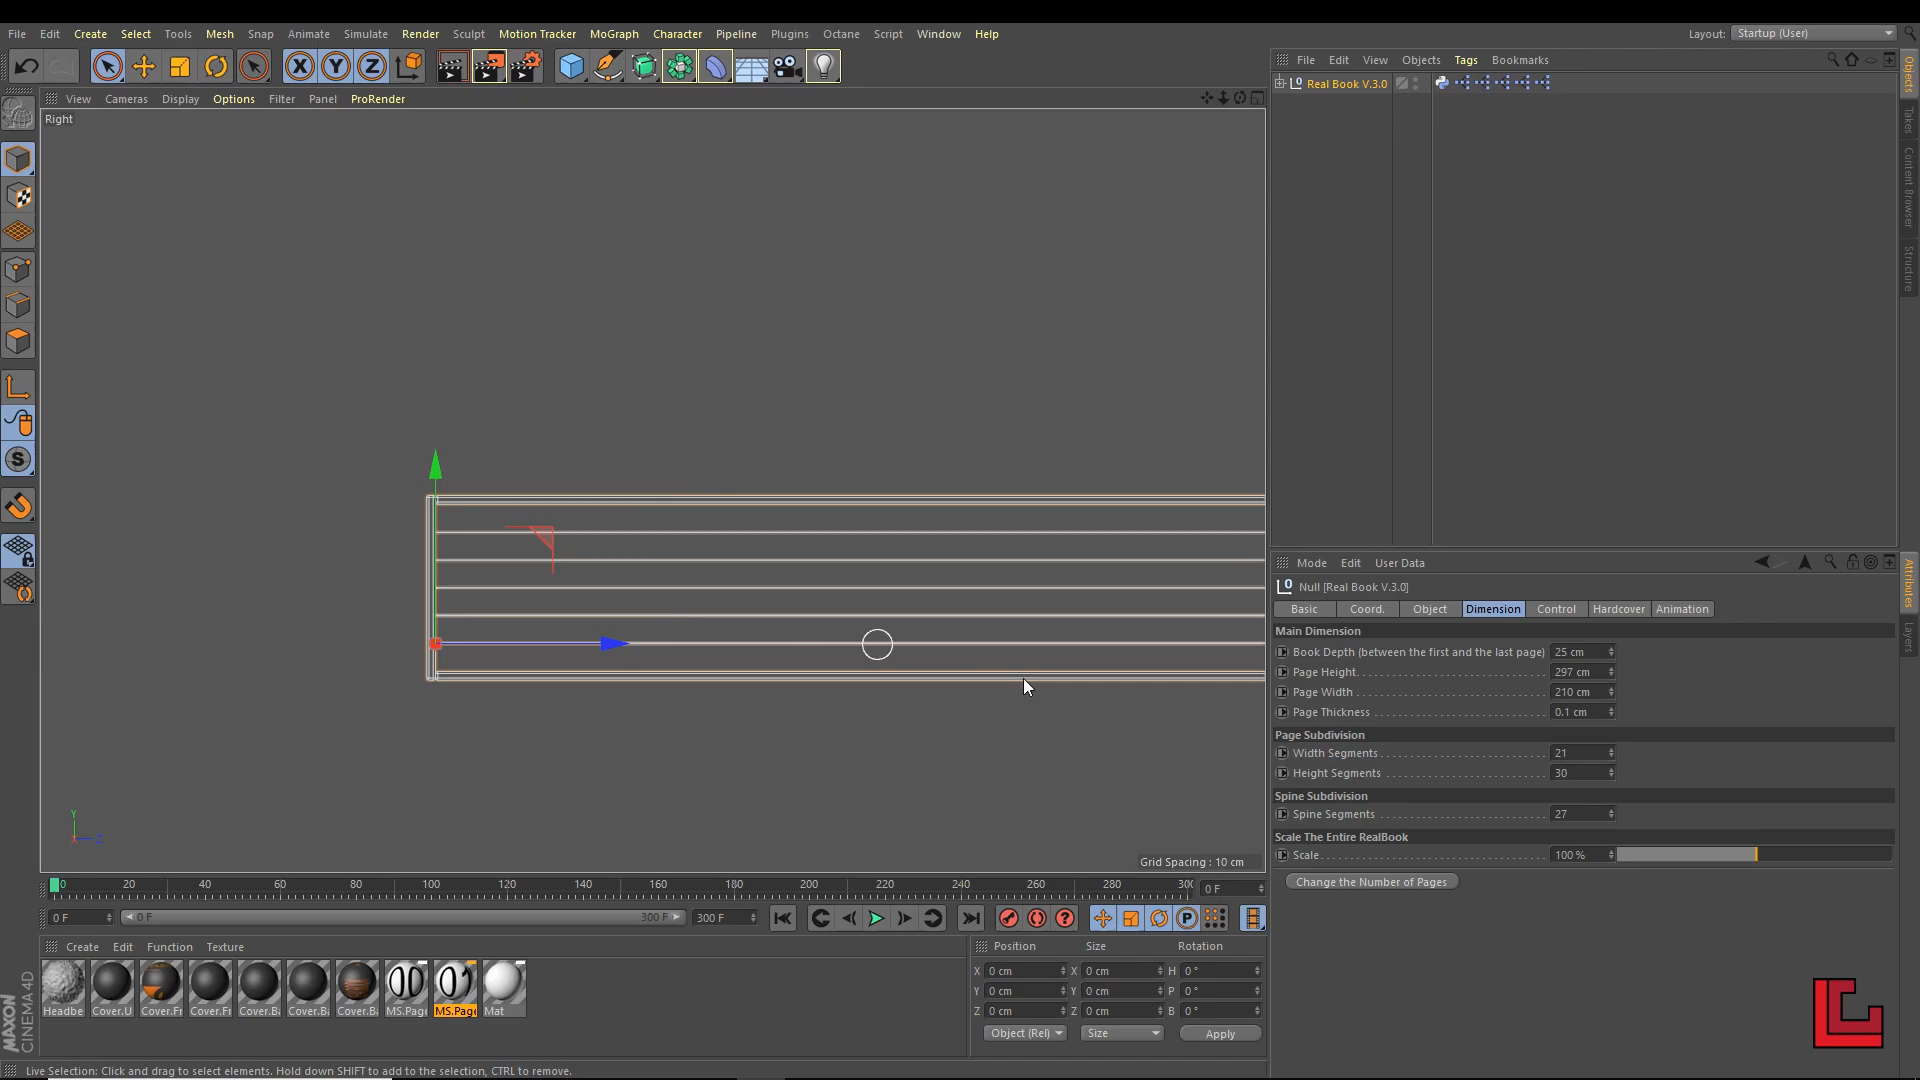 File Edit Create Select Tools Mesh Snap Animate Simulate Render Sculpt Motion Tracker MoGraph Character Pipeline Plugins Octane Script Window Help
Layout: Startup (User)
File Edit View Objects Tags Bookmarks
Real Book V.3.0
View Cameras Display Options Filter Panel ProRender
Right
Y
Z
Grid Spacing : 10 cm
Objects
Takes
Content Browser
Structure
Mode Edit User Data
Null [Real Book V.3.0]
Basic Coord. Object Dimension Control Hardcover Animation
Main Dimension
Book Depth (between the first and the last page) 25 cm
Page Height 297 cm
Page Width 210 cm
Page Thickness 0.1 cm
Page Subdivision
Width Segments 21
Height Segments 30
Spine Subdivision
Spine Segments 27
Scale The Entire RealBook
Scale 100 %
Change the Number of Pages
Attributes
Layers
0 20 40 60 80 100 120 140 160 180 200 220 240 260 280 30 0 F
0 F 0 F 300 F 300 F
Create Edit Function Texture
Headbe Cover.U Cover.Fr Cover.Fr Cover.Ba Cover.Ba Cover.Ba MS.Page MS.Page Mat
Position Size Rotation
X 0 cm X 0 cm H 0 °
Y 0 cm Y 0 cm P 0 °
Z 0 cm Z 0 cm B 0 °
Object (Rel) Size Apply
MAXON
CINEMA 4D
Live Selection: Click and drag to select elements. Hold down SHIFT to add to the selection, CTRL to remove.